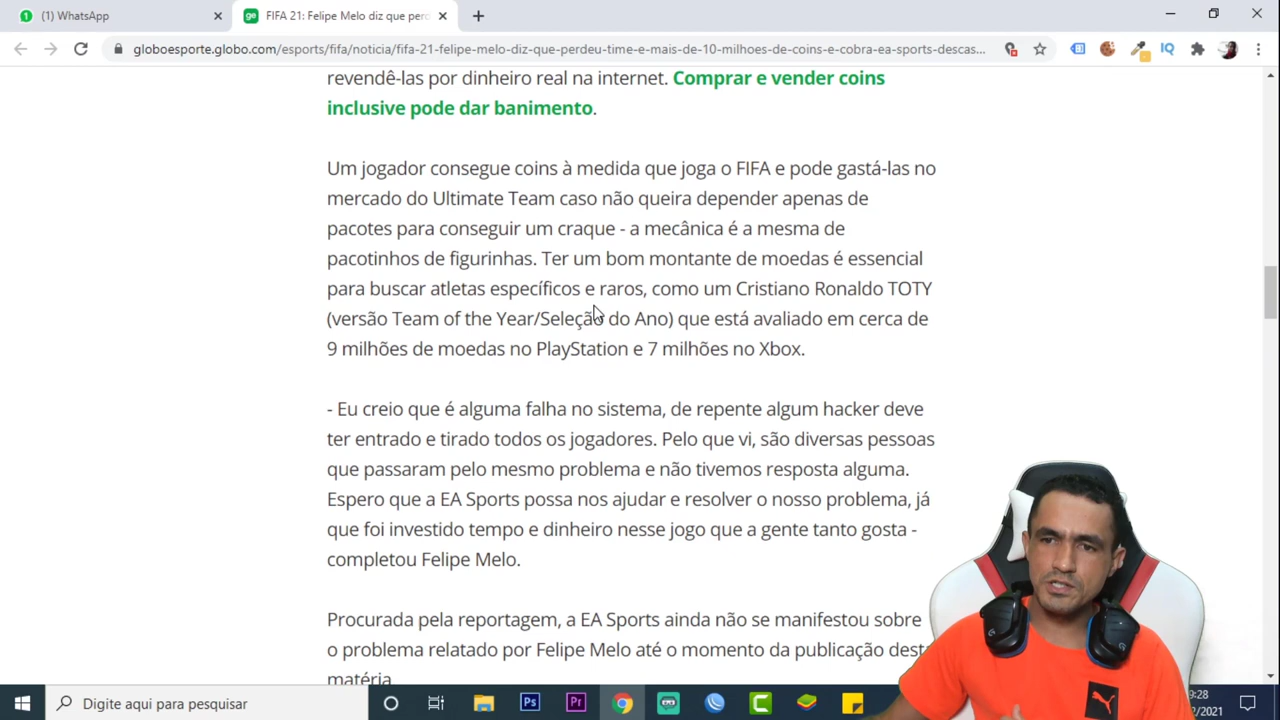 (1) WhatsApp
FIFA 21: Felipe Melo diz que perd
globoesporte.globo.com/esports/fifa/noticia/fifa-21-felipe-melo-diz-que-perdeu-time-e-mais-de-10-milhoes-de-coins-e-cobra-ea-sports-descas...
revendê-las por dinheiro real na internet. Comprar e vender coins
inclusive pode dar banimento.
Um jogador consegue coins à medida que joga o FIFA e pode gastá-las no
mercado do Ultimate Team caso não queira depender apenas de
pacotes para conseguir um craque - a mecânica é a mesma de
pacotinhos de figurinhas. Ter um bom montante de moedas é essencial
para buscar atletas específicos e raros, como um Cristiano Ronaldo TOTY
(versão Team of the Year/Seleção do Ano) que está avaliado em cerca de
9 milhões de moedas no PlayStation e 7 milhões no Xbox.
- Eu creio que é alguma falha no sistema, de repente algum hacker deve
ter entrado e tirado todos os jogadores. Pelo que vi, são diversas pessoas
que passaram pelo mesmo problema e não tivemos resposta alguma.
Espero que a EA Sports possa nos ajudar e resolver o nosso problema, já
que foi investido tempo e dinheiro nesse jogo que a gente tanto gosta -
completou Felipe Melo.
Procurada pela reportagem, a EA Sports ainda não se manifestou sobre
o problema relatado por Felipe Melo até o momento da publicação desta
matéria
Digite aqui para pesquisar
9:28
/2021
PUMA